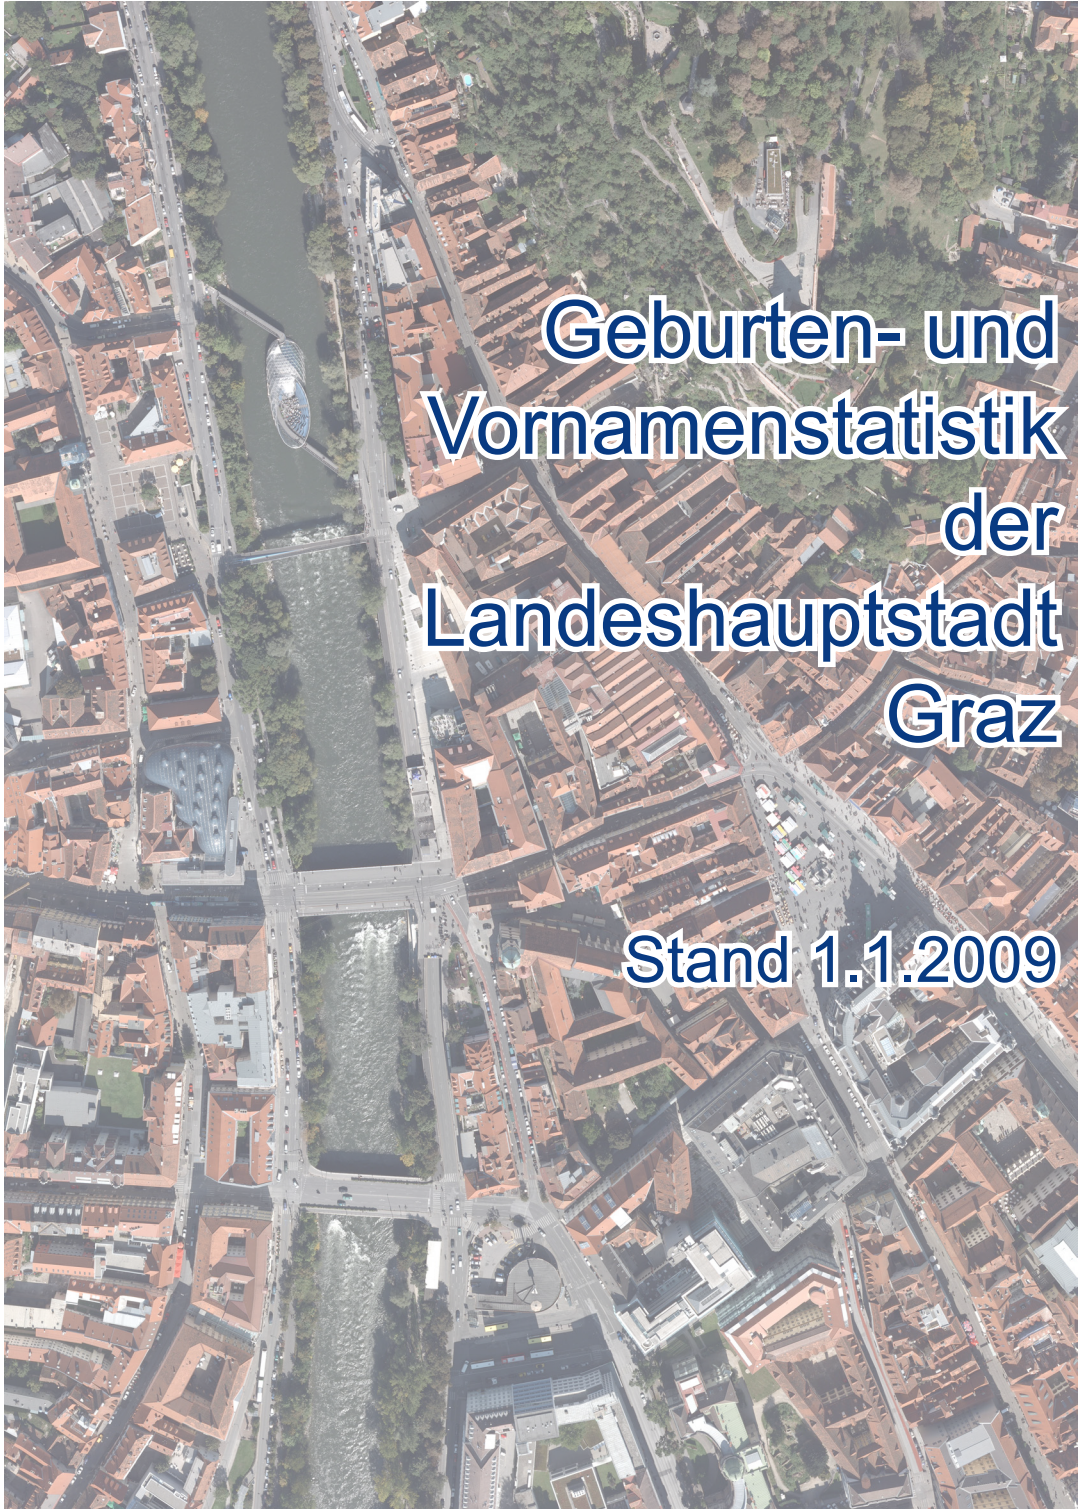 Geburten- und
Vornamenstatistik
der
Landeshauptstadt
Graz
Stand 1.1.2009